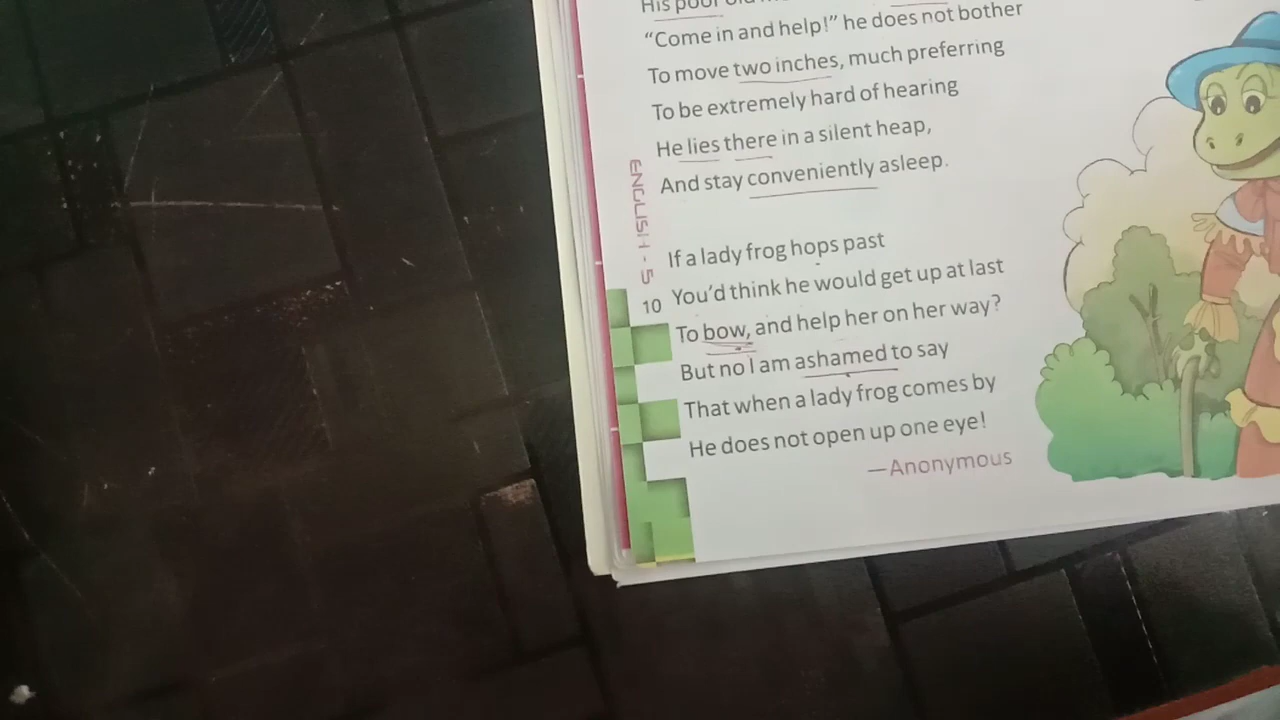 His poor old
“Come in and help!” he does not bother
To move two inches, much preferring
To be extremely hard of hearing
He lies there in a silent heap,
And stay conveniently asleep.
If a lady frog hops past
You’d think he would get up at last
To bow, and help her on her way?
But no I am ashamed to say
That when a lady frog comes by
He does not open up one eye!
—Anonymous
ENGLISH - 5
10